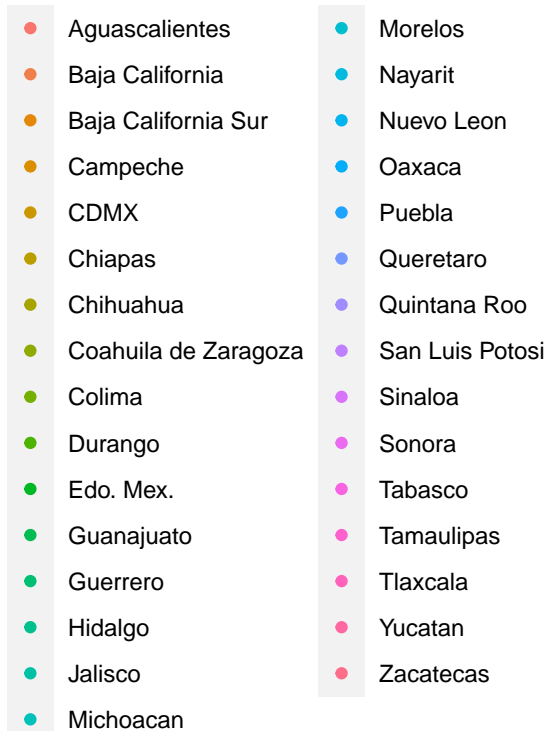 Aguascalientes
Baja California
Baja California Sur
Campeche
CDMX
Chiapas
Chihuahua
Coahuila de Zaragoza
Colima
Durango
Edo. Mex.
Guanajuato
Guerrero
Hidalgo
Jalisco
Michoacan
Morelos
Nayarit
Nuevo Leon
Oaxaca
Puebla
Queretaro
Quintana Roo
San Luis Potosi
Sinaloa
Sonora
Tabasco
Tamaulipas
Tlaxcala
Yucatan
Zacatecas